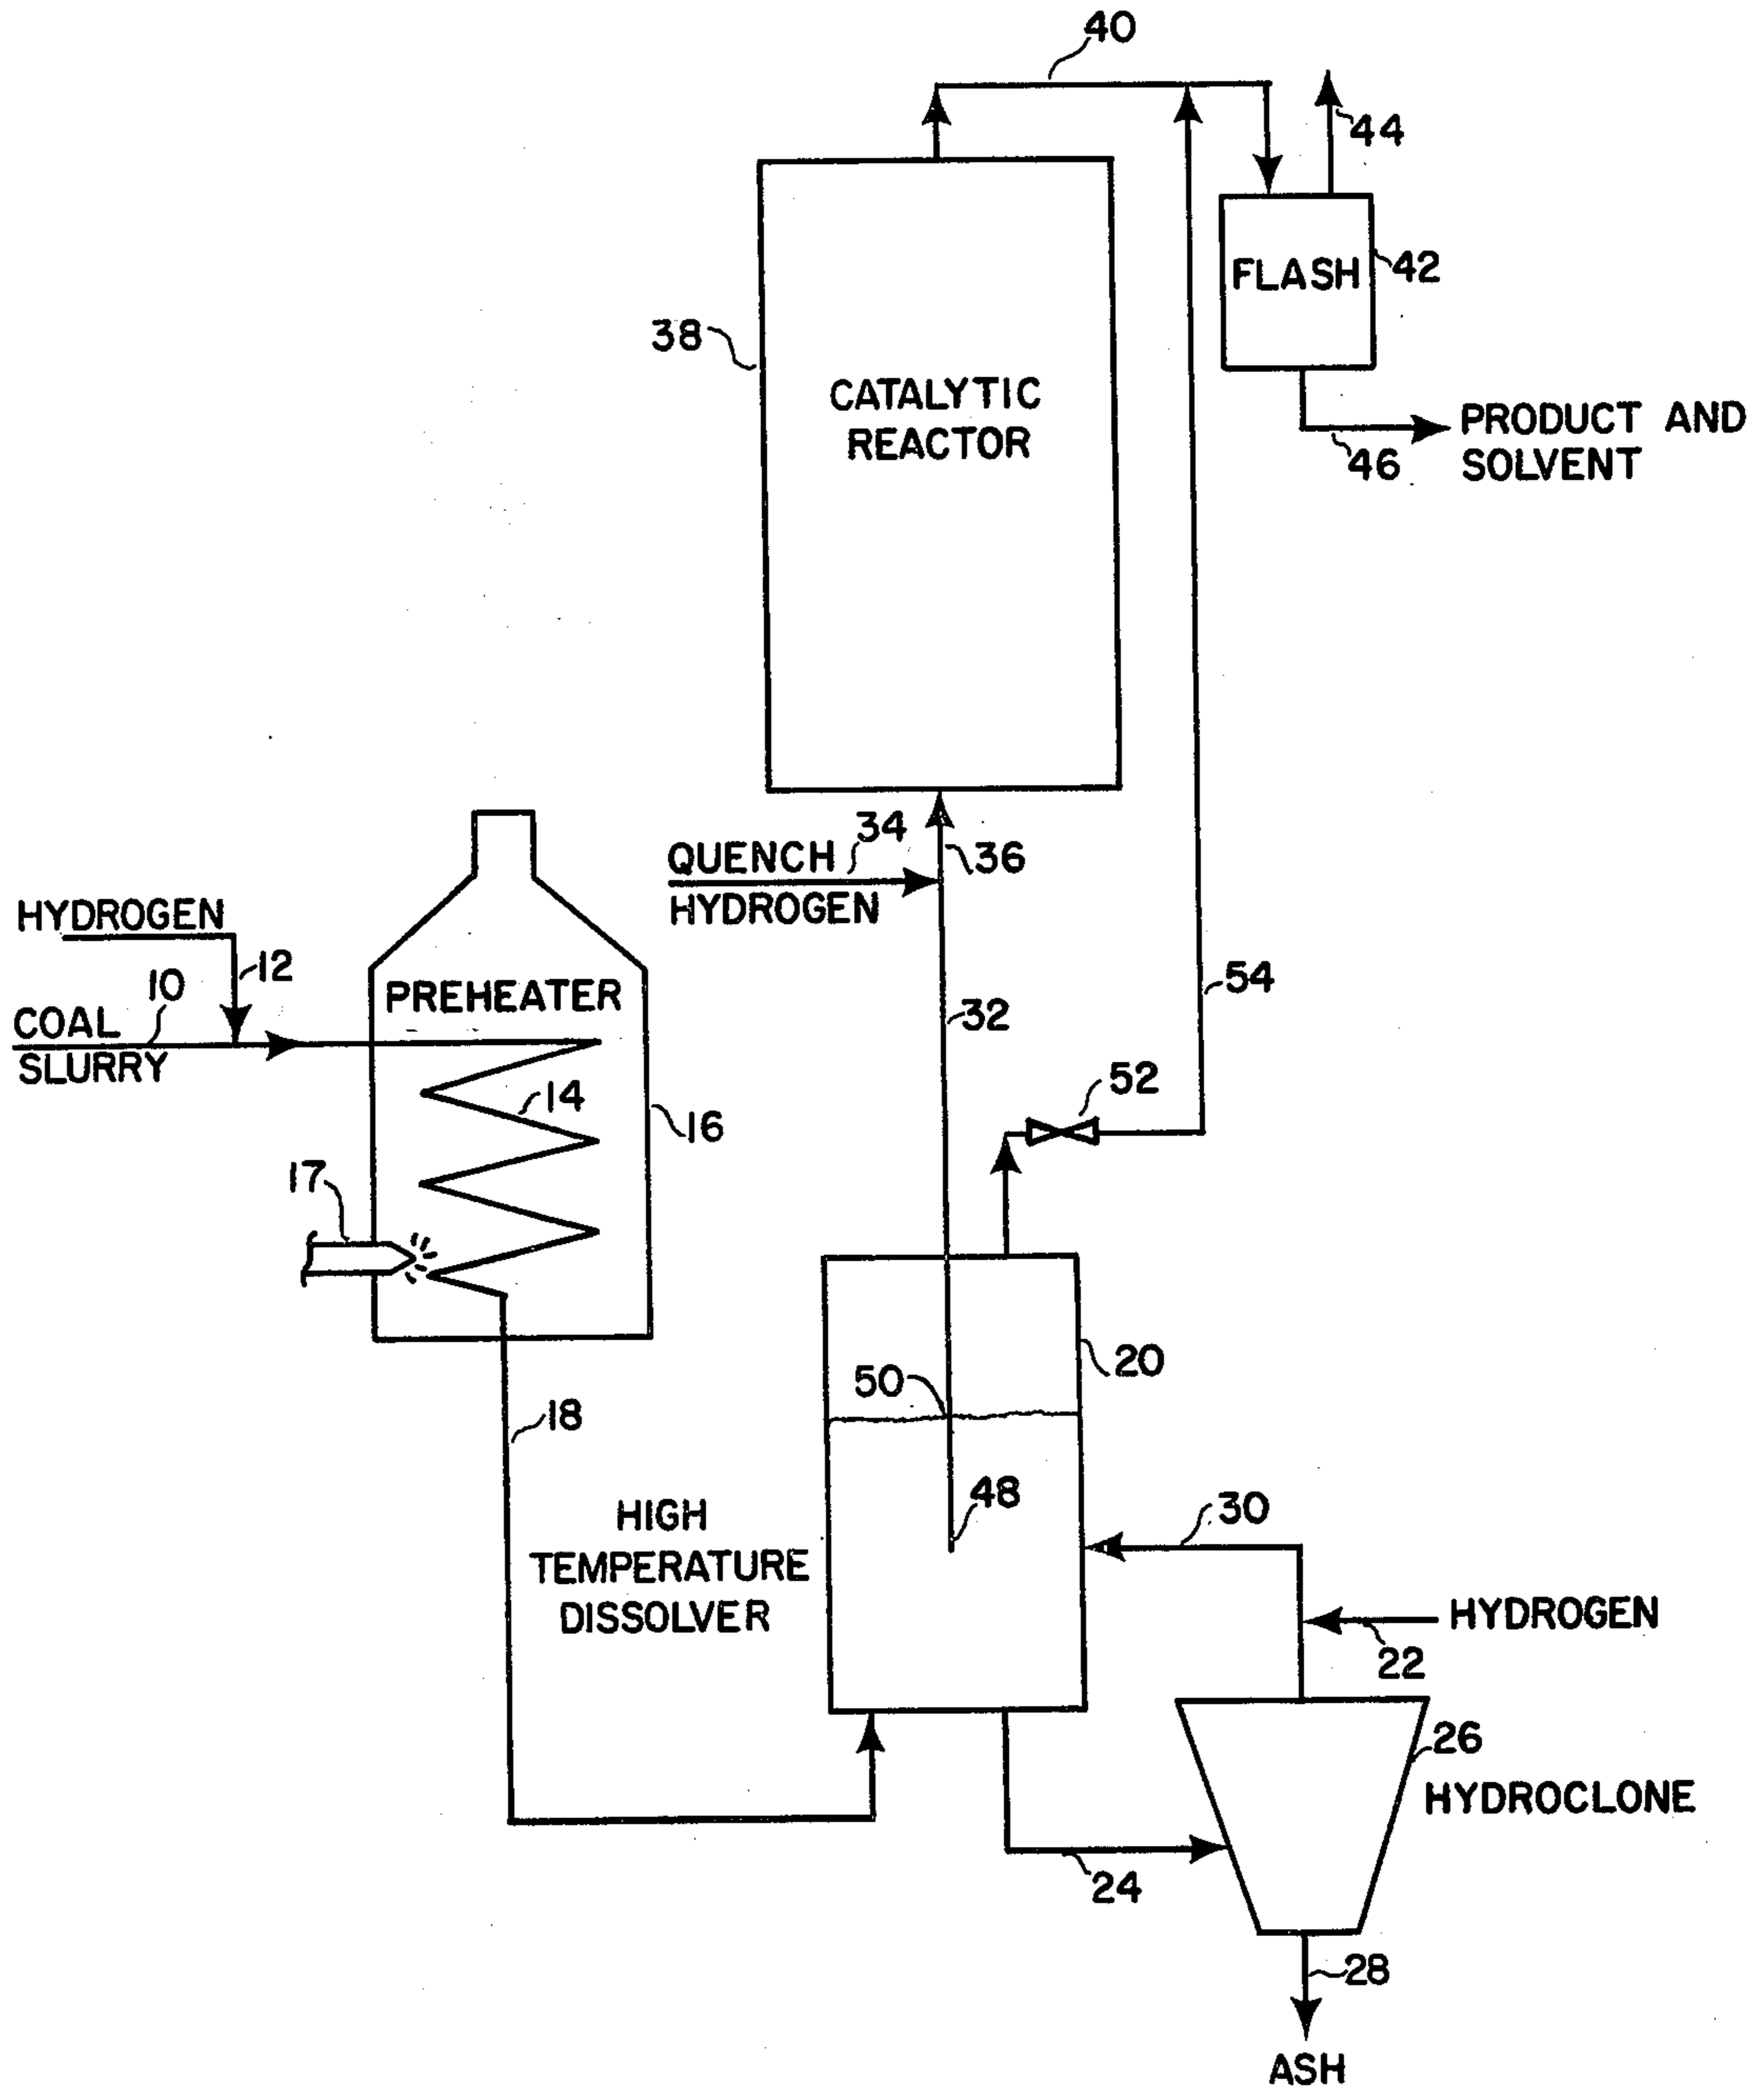 40
44
FLASH
42
38
CATALYTIC
REACTOR
PRODUCT AND
SOLVENT
46
34
QUENCH
HYDROGEN
36
HYDROGEN
12
10
COAL
SLURRY
PREHEATER
32
54
14
16
52
17
20
50
18
48
HIGH
TEMPERATURE
DISSOLVER
30
HYDROGEN
22
26
HYDROCLONE
24
28
ASH